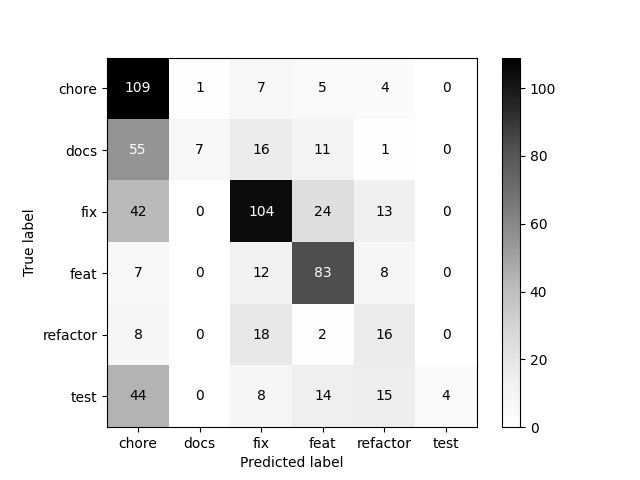 chore 109 1 7 5 4 0
docs 55 7 16 11 1 0
fix 42 0 104 24 13 0
feat 7 0 12 83 8 0
refactor 8 0 18 2 16 0
test 44 0 8 14 15 4
chore docs fix feat refactor test
Predicted label
True label
100
80
60
40
20
0